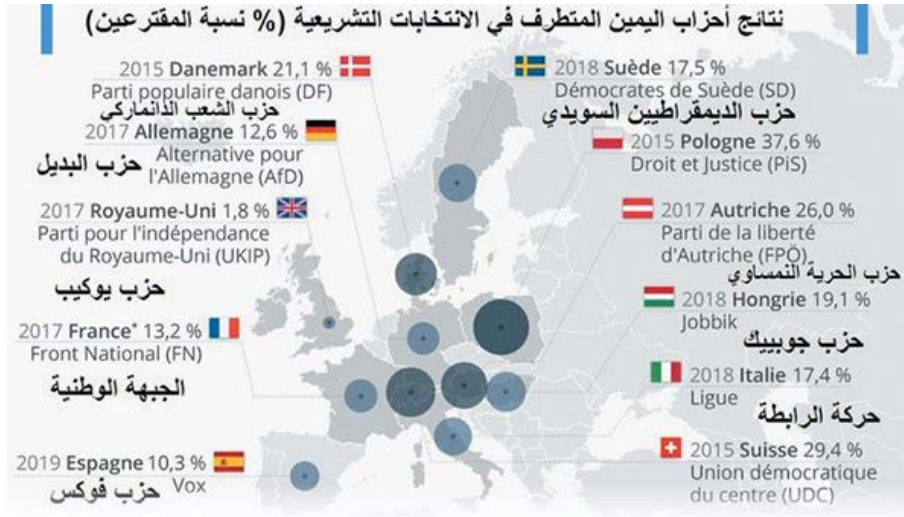 نتائج أحزاب اليمين المتطرف في الانتخابات التشريعية (% نسبة المقترعين)
2015 Danemark 21,1 %
Parti populaire danois (DF)
حزب الشعب الدانماركي
2017 Allemagne 12,6 %
Alternative pour
l'Allemagne (AfD)
حزب البديل
2017 Royaume-Uni 1,8 %
Parti pour l'indépendance
du Royaume-Uni (UKIP)
حزب يوكيب
2017 France* 13,2 %
Front National (FN)
الجبهة الوطنية
2019 Espagne 10,3 %
Vox
حزب فوكس
2018 Suède 17,5 %
Démocrates de Suède (SD)
حزب الديمقراطيين السويدي
2015 Pologne 37,6 %
Droit et Justice (PiS)
2017 Autriche 26,0 %
Parti de la liberté
d'Autriche (FPÖ)
حزب الحرية النمساوي
2018 Hongrie 19,1 %
Jobbik
حزب جوبييك
2018 Italie 17,4 %
Ligue
حركة الرابطة
2015 Suisse 29,4 %
Union démocratique
du centre (UDC)